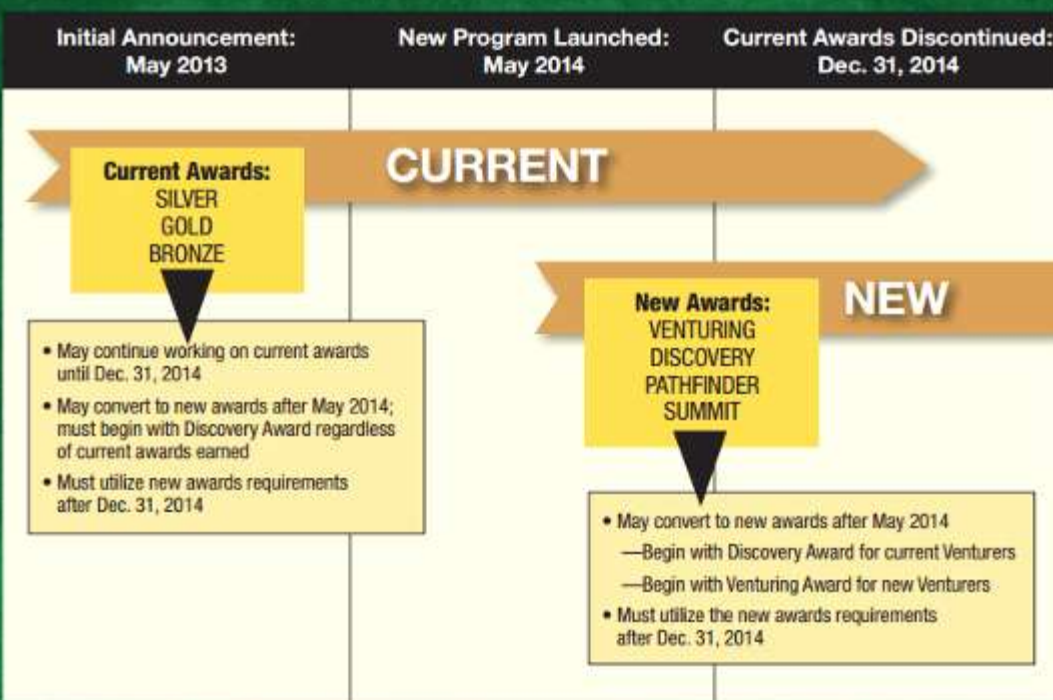 Initial Announcement:
May 2013
New Program Launched:
May 2014
Current Awards Discontinued:
Dec. 31, 2014
CURRENT
Current Awards:
SILVER
GOLD
BRONZE
• May continue working on current awards
until Dec. 31, 2014
• May convert to new awards after May 2014;
must begin with Discovery Award regardless
of current awards earned
• Must utilize new awards requirements
after Dec. 31, 2014
NEW
New Awards:
VENTURING
DISCOVERY
PATHFINDER
SUMMIT
• May convert to new awards after May 2014
—Begin with Discovery Award for current Venturers
—Begin with Venturing Award for new Venturers
• Must utilize the new awards requirements
after Dec. 31, 2014